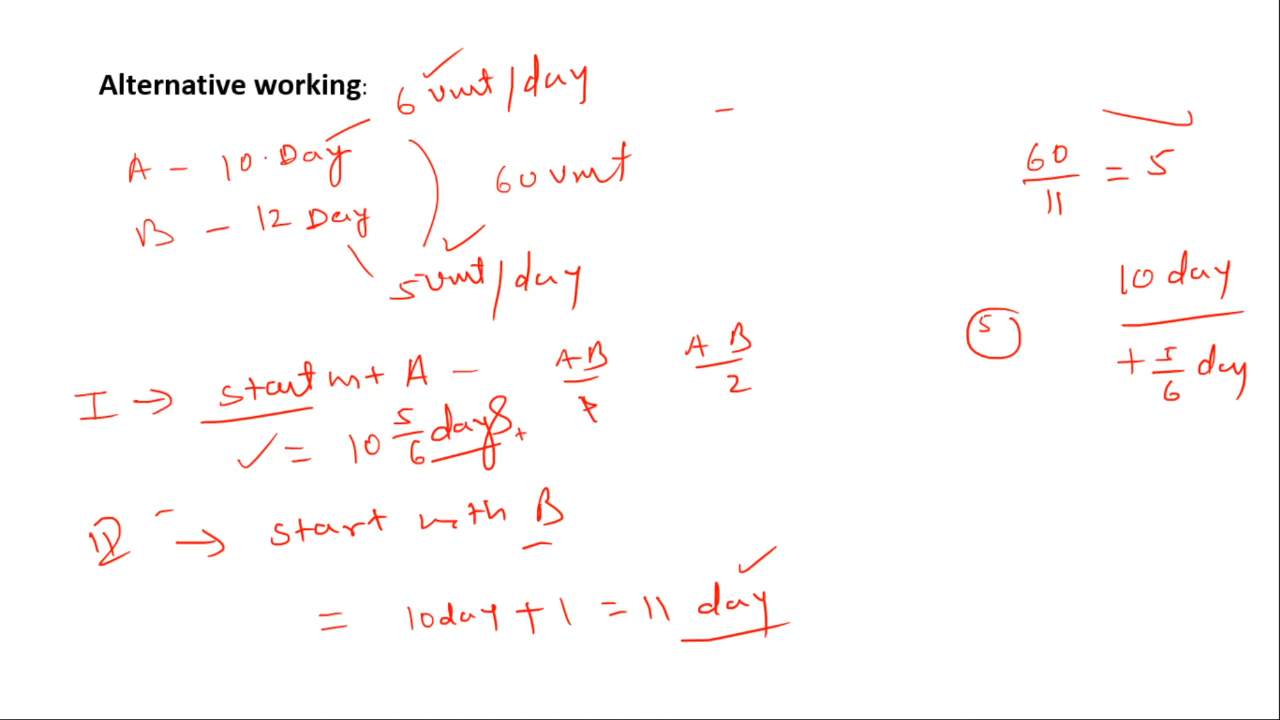 Alternative working:
6 unit/day
A - 10 Day
60 unit
B - 12 Day
5 unit/day
60/11 = 5
10 day
+ 5/6 day
5
I → start with A - AB/1 AB/2
= 10 5/6 days
II → start with B
= 10 day + 1 = 11 day